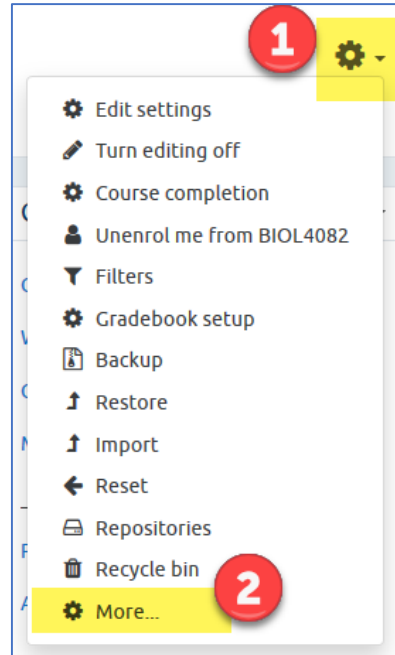 1
Edit settings
Turn editing off
Course completion
Unenrol me from BIOL4082
Filters
Gradebook setup
Backup
Restore
Import
Reset
Repositories
Recycle bin
2
More...